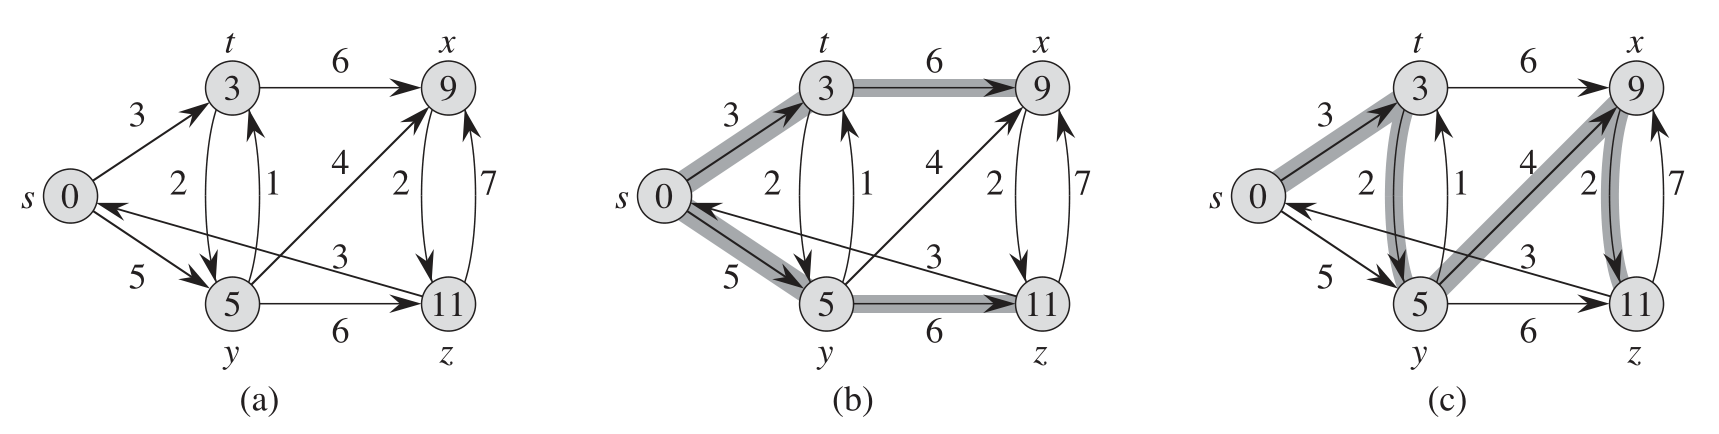 t x t x t x
6 6 6
3 9 3 9 3 9
3 3 3
2 1 4 2 7 2 1 4 2 7 2 1 4 2 7
s 0 s 0 s 0
3 3 3
5 5 5
5 11 5 11 5 11
6 6 6
y z y z y z
(a) (b) (c)